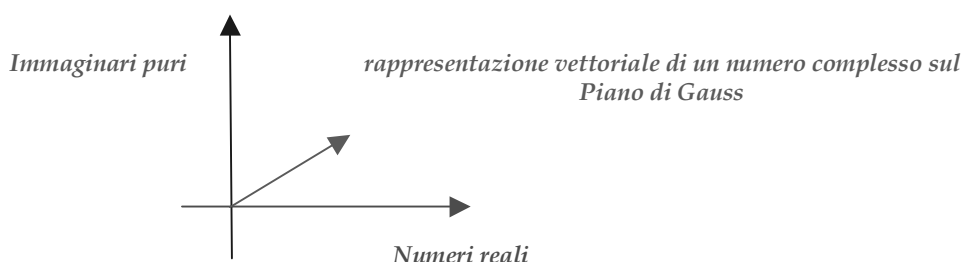 Immaginari puri
rappresentazione vettoriale di un numero complesso sul
Piano di Gauss
Numeri reali